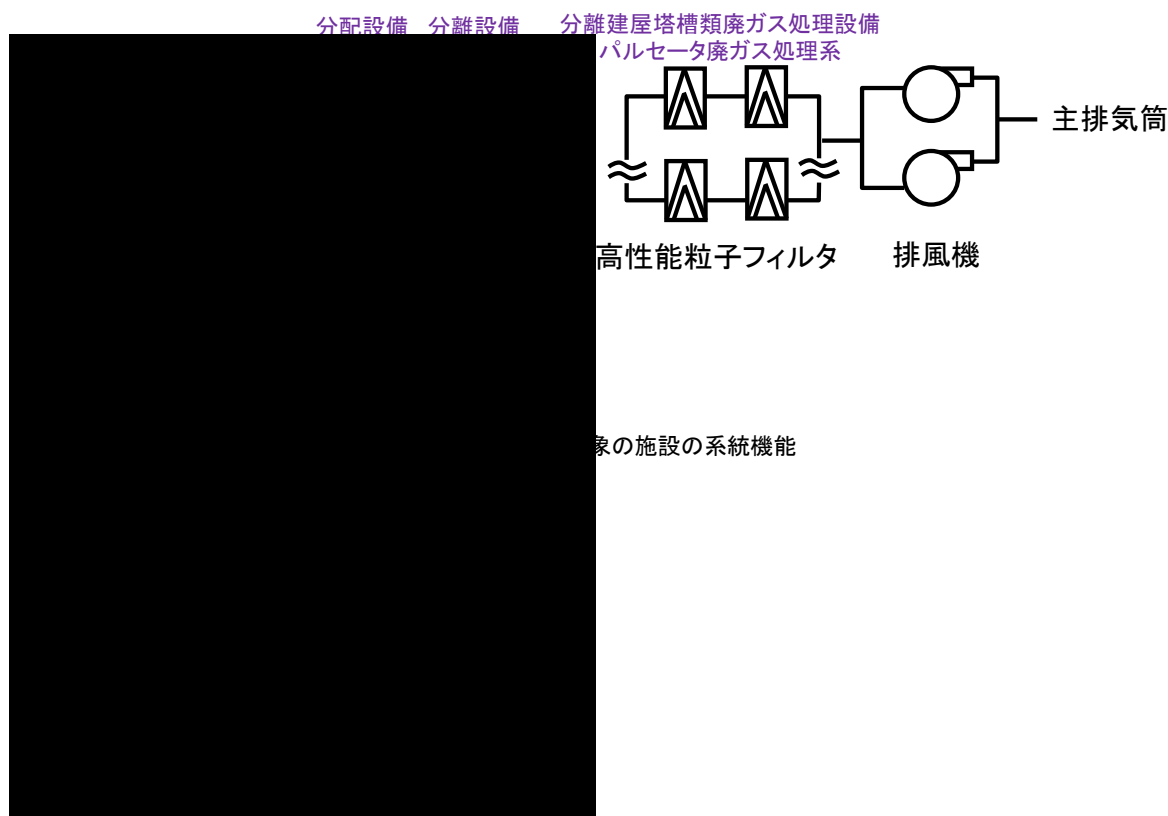 分配設備 分離設備 分離建屋塔槽類廃ガス処理設備
パルセータ廃ガス処理系
主排気筒
高性能粒子フィルタ 排風機
象の施設の系統機能